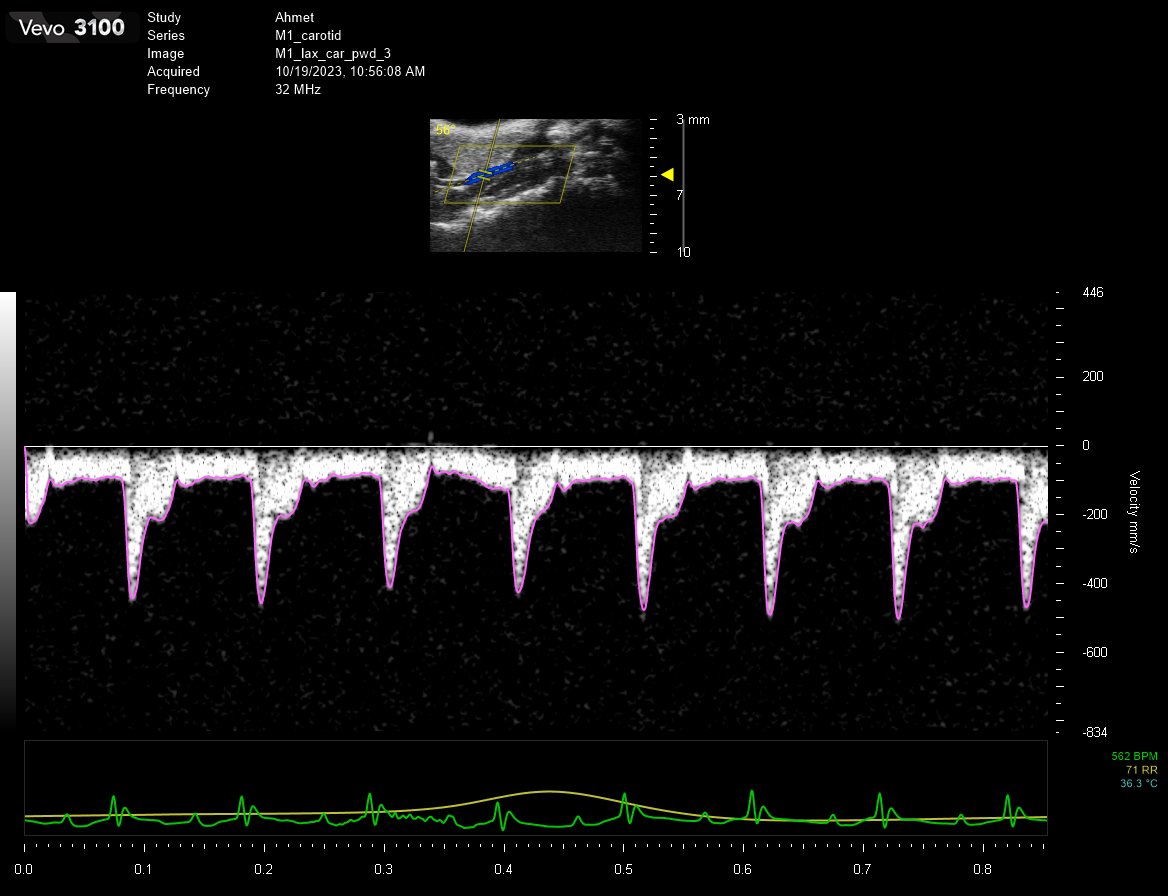 Vevo 3100
Study Ahmet
Series M1_carotid
Image M1_lax_car_pwd_3
Acquired 10/19/2023, 10:56:08 AM
Frequency 32 MHz
56°
3 mm
7
10
446
200
0
-200
-400
-600
-834
Velocity mm/s
562 BPM
71 RR
36.3 °C
0.0 0.1 0.2 0.3 0.4 0.5 0.6 0.7 0.8